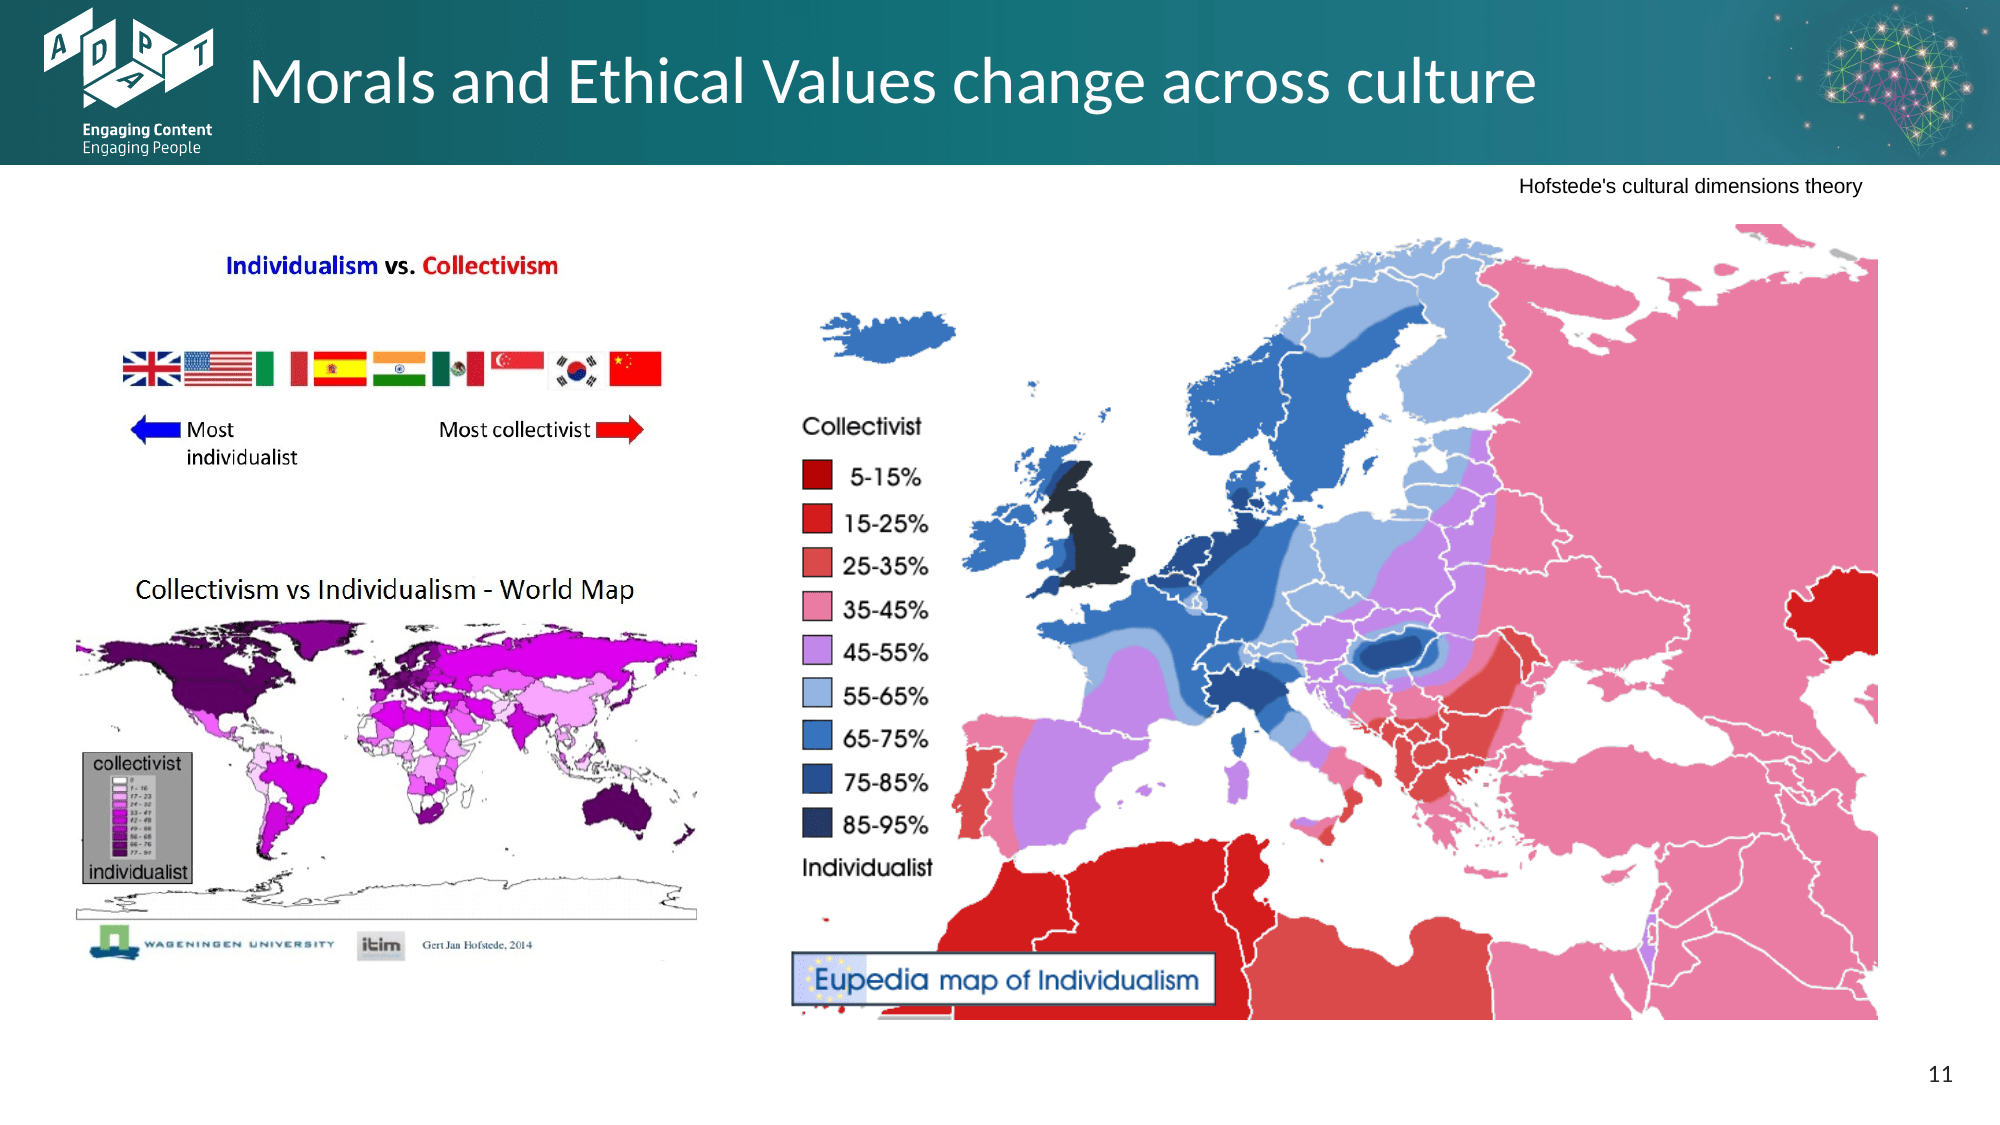 ADAPT
Engaging Content
Engaging People
Morals and Ethical Values change across culture
Hofstede's cultural dimensions theory
Individualism vs. Collectivism
Most
individualist
Most collectivist
Collectivism vs Individualism - World Map
collectivist
individualist
WAGENINGEN UNIVERSITY
itim
Gert Jan Hofstede, 2014
Collectivist
5-15%
15-25%
25-35%
35-45%
45-55%
55-65%
65-75%
75-85%
85-95%
Individualist
Eupedia map of Individualism
11